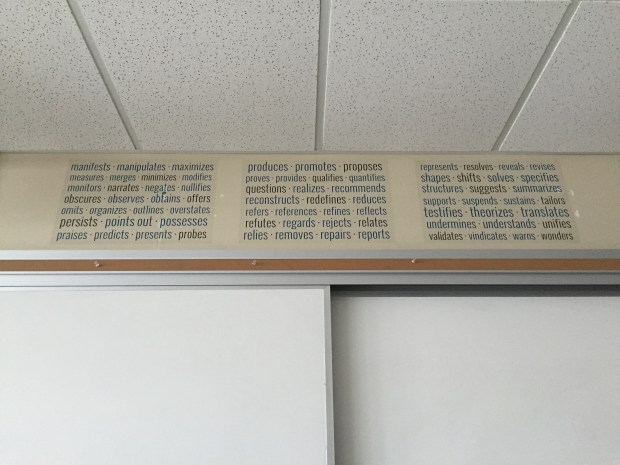 manifests · manipulates · maximizes
measures · merges · minimizes · modifies
monitors · narrates · negates · nullifies
obscures · observes · obtains · offers
omits · organizes · outlines · overstates
persists · points out · possesses
praises · predicts · presents · probes
produces · promotes · proposes
proves · provides · qualifies · quantifies
questions · realizes · recommends
reconstructs · redefines · reduces
refers · references · refines · reflects
refutes · regards · rejects · relates
relies · removes · repairs · reports
represents · resolves · reveals · revises
shapes · shifts · solves · specifies
structures · suggests · summarizes
supports · suspends · sustains · tailors
testifies · theorizes · translates
undermines · understands · unifies
validates · vindicates · warns · wonders